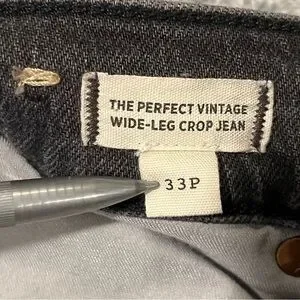 THE PERFECT VINTAGE
WIDE-LEG CROP JEAN
33P